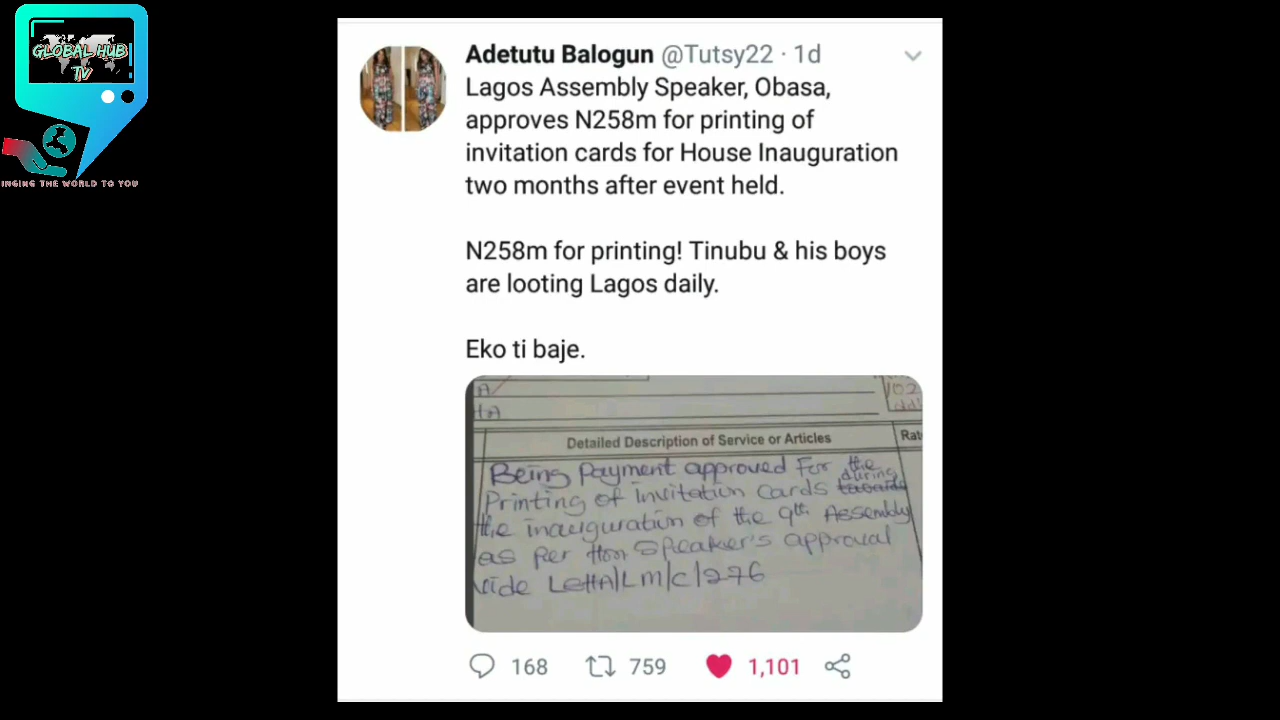 GLOBAL HUB
TV
INGING THE WORLD TO YOU
Adetutu Balogun @Tutsy22 · 1d
Lagos Assembly Speaker, Obasa,
approves N258m for printing of
invitation cards for House Inauguration
two months after event held.
N258m for printing! Tinubu & his boys
are looting Lagos daily.
Eko ti baje.
Detailed Description of Service or Articles
Rat
Being Payment approved For the
during
Printing of Invitation Cards
the inauguration of the 9th Assembly
as per Hon Speaker's approval
vide
168 759 1,101